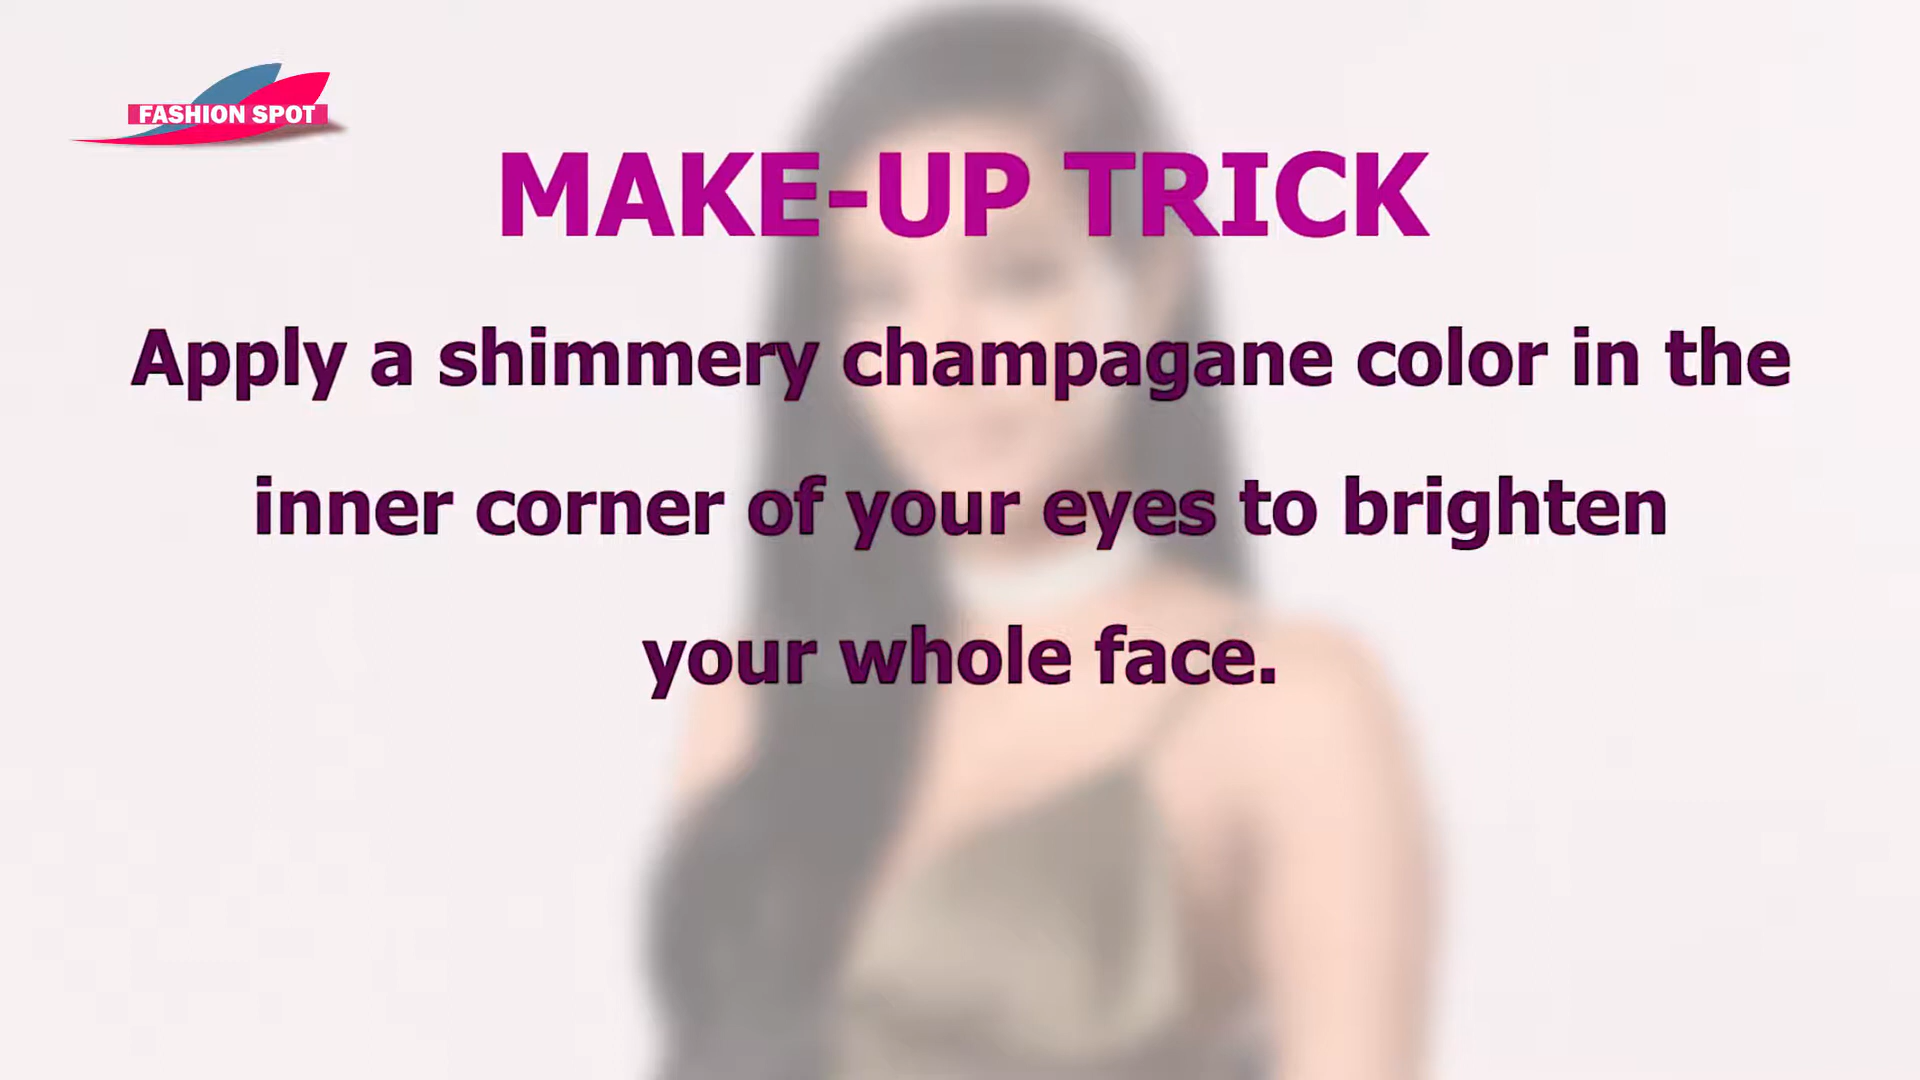 FASHION SPOT
MAKE-UP TRICK
Apply a shimmery champagane color in the
inner corner of your eyes to brighten
your whole face.